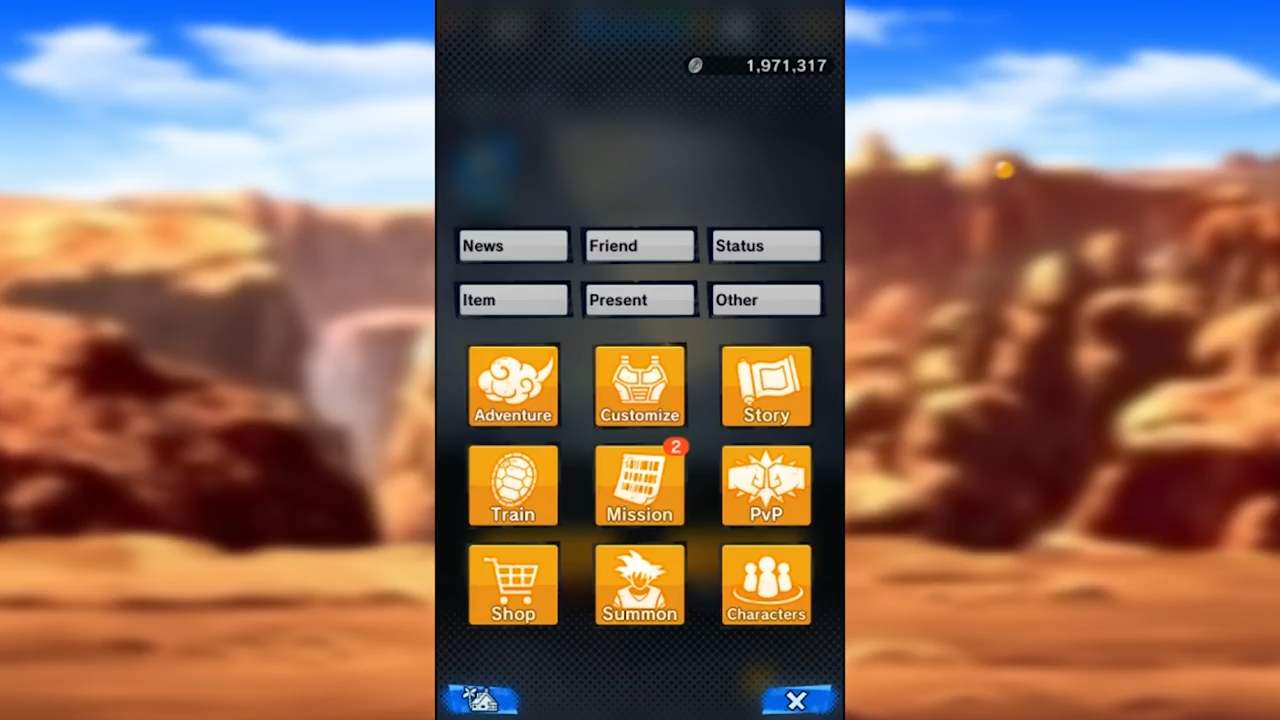 1,971,317
News Friend Status
Item Present Other
Adventure Customize Story
2
Train Mission PvP
Shop Summon Characters